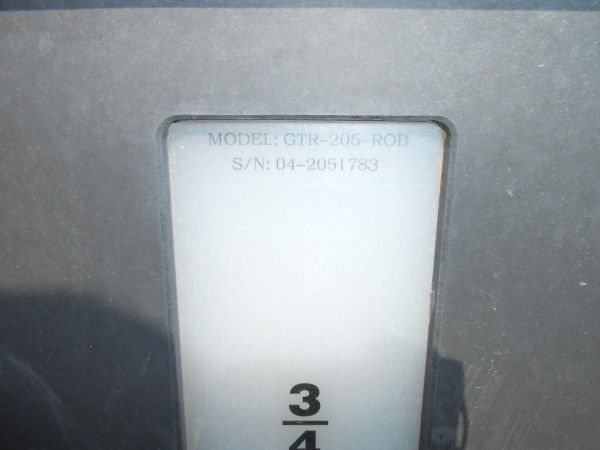 MODEL: GTR-205-ROB
S/N: 04-2051783
3
4